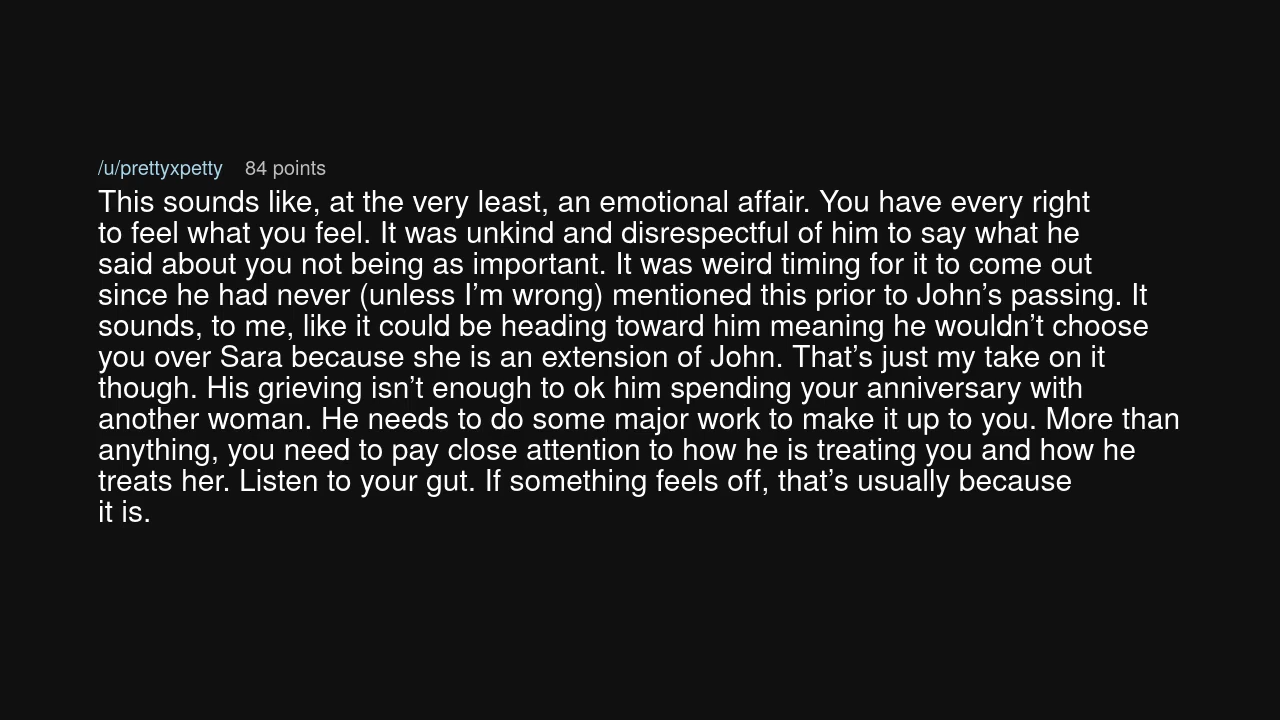 /u/prettyxpetty 84 points
This sounds like, at the very least, an emotional affair. You have every right
to feel what you feel. It was unkind and disrespectful of him to say what he
said about you not being as important. It was weird timing for it to come out
since he had never (unless I’m wrong) mentioned this prior to John’s passing. It
sounds, to me, like it could be heading toward him meaning he wouldn’t choose
you over Sara because she is an extension of John. That’s just my take on it
though. His grieving isn’t enough to ok him spending your anniversary with
another woman. He needs to do some major work to make it up to you. More than
anything, you need to pay close attention to how he is treating you and how he
treats her. Listen to your gut. If something feels off, that’s usually because
it is.